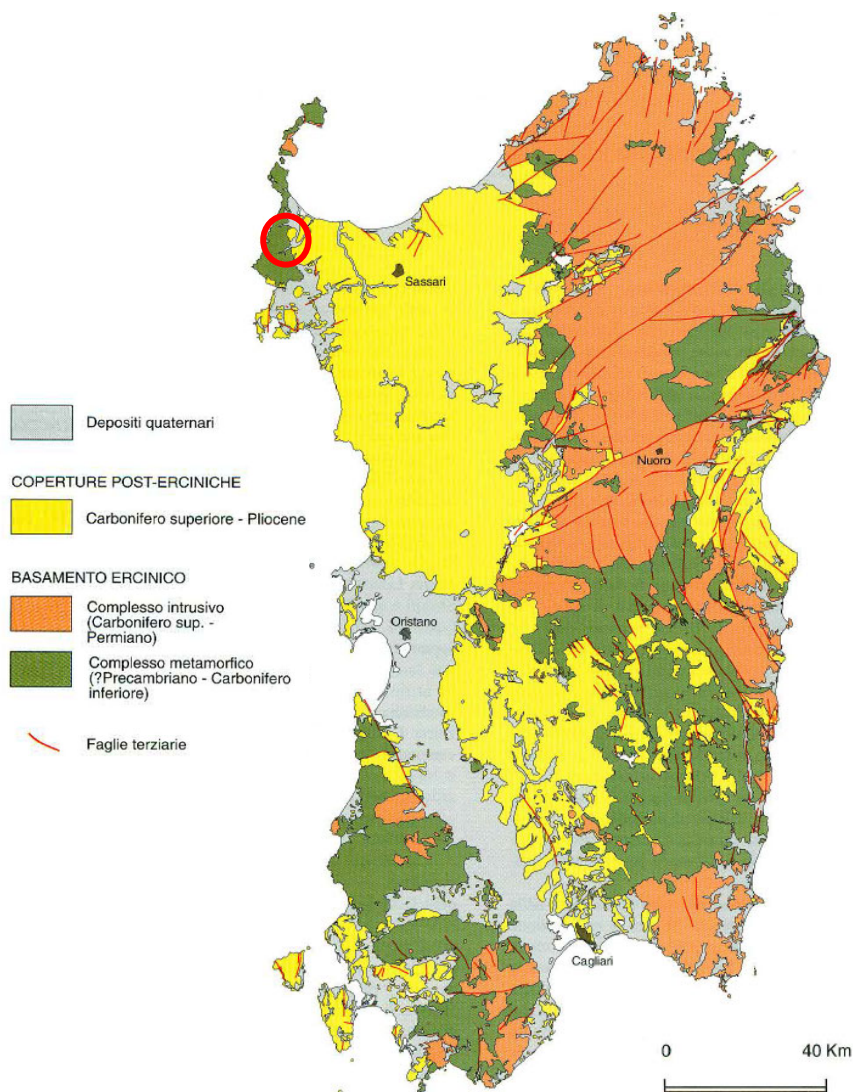 Sassari
Depositi quaternari
COPERTURE POST-ERCINICHE
Nuoro
Carbonifero superiore - Pliocene
BASAMENTO ERCINICO
Complesso intrusivo
(Carbonifero sup. -
Permiano)
Oristano
Complesso metamorfico
(?Precambriano - Carbonifero
inferiore)
Faglie terziarie
Cagliari
0 40 Km